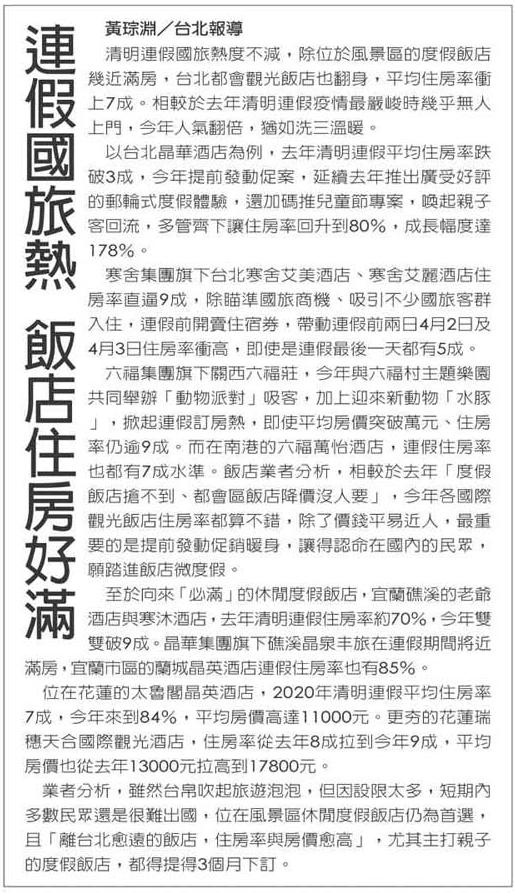 連假國旅熱 飯店住房好滿
黃琮淵／台北報導
清明連假國旅熱度不減，除位於風景區的度假飯店
幾近滿房，台北都會觀光飯店也翻身，平均住房率衝
上7成。相較於去年清明連假疫情最嚴峻時幾乎無人
上門，今年人氣翻倍，猶如洗三溫暖。
以台北晶華酒店為例，去年清明連假平均住房率跌
破3成，今年提前發動促案，延續去年推出廣受好評
的郵輪式度假體驗，還加碼推兒童節專案，喚起親子
客回流，多管齊下讓住房率回升到80%，成長幅度達
178%。
寒舍集團旗下台北寒舍艾美酒店、寒舍艾麗酒店住
房率直逼9成，除瞄準國旅商機、吸引不少國旅客群
入住，連假前開賣住宿券，帶動連假前兩日4月2日及
4月3日住房率衝高，即使是連假最後一天都有5成。
六福集團旗下關西六福莊，今年與六福村主題樂園
共同舉辦「動物派對」吸客，加上迎來新動物「水豚
」，掀起連假訂房熱，即使平均房價突破萬元、住房
率仍逾9成。而在南港的六福萬怡酒店，連假住房率
也都有7成水準。飯店業者分析，相較於去年「度假
飯店搶不到、都會區飯店降價沒人要」，今年各國際
觀光飯店住房率都算不錯，除了價錢平易近人，最重
要的是提前發動促銷暖身，讓得認命在國內的民眾，
願踏進飯店微度假。
至於向來「必滿」的休閒度假飯店，宜蘭礁溪的老爺
酒店與寒沐酒店，去年清明連假住房率約70%，今年雙
雙破9成。晶華集團旗下礁溪晶泉丰旅在連假期間將近
滿房，宜蘭市區的蘭城晶英酒店連假住房率也有85%。
位在花蓮的太魯閣晶英酒店，2020年清明連假平均住房率
7成，今年來到84%，平均房價高達11000元。更夯的花蓮瑞
穗天合國際觀光酒店，住房率從去年8成拉到今年9成，平均
房價也從去年13000元拉高到17800元。
業者分析，雖然台帛吹起旅遊泡泡，但因設限太多，短期內
多數民眾還是很難出國，位在風景區休閒度假飯店仍為首選，
且「離台北愈遠的飯店，住房率與房價愈高」，尤其主打親子
的度假飯店，都得提得3個月下訂。